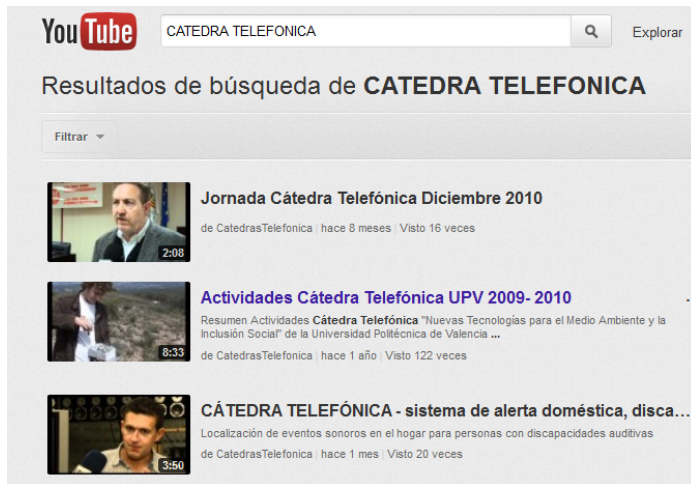 YouTube CATEDRA TELEFONICA Explorar
Resultados de búsqueda de CATEDRA TELEFONICA
Filtrar
Jornada Cátedra Telefónica Diciembre 2010
de CatedrasTelefonica | hace 8 meses | Visto 16 veces
2:08
Actividades Cátedra Telefónica UPV 2009- 2010
Resumen Actividades Cátedra Telefónica "Nuevas Tecnologías para el Medio Ambiente y la
Inclusión Social" de la Universidad Politécnica de Valencia ...
de CatedrasTelefonica | hace 1 año | Visto 122 veces
8:33
CÁTEDRA TELEFÓNICA - sistema de alerta doméstica, disca...
Localización de eventos sonoros en el hogar para personas con discapacidades auditivas
de CatedrasTelefonica | hace 1 mes | Visto 20 veces
3:50